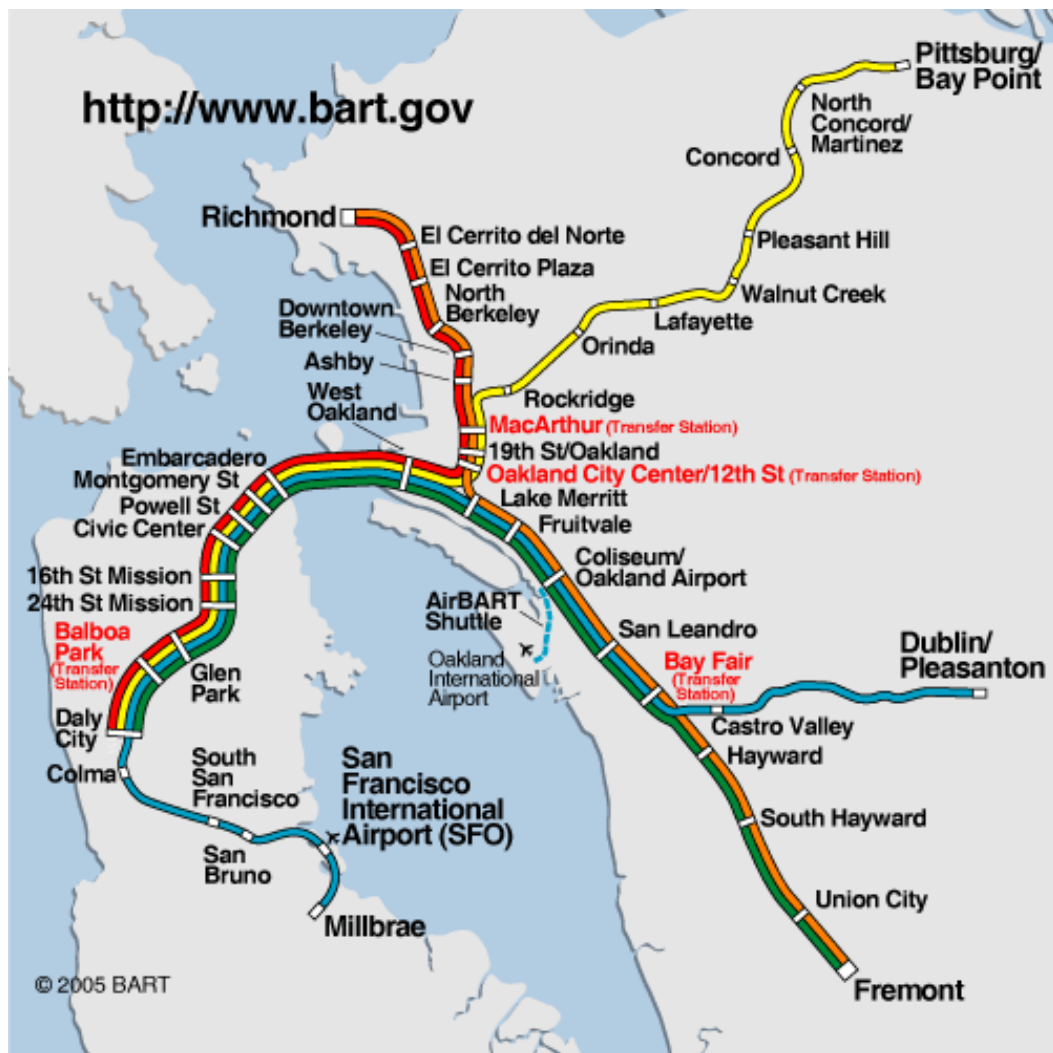 http://www.bart.gov
Pittsburg/
Bay Point
North
Concord/
Martinez
Concord
Richmond
El Cerrito del Norte
Pleasant Hill
El Cerrito Plaza
North
Berkeley
Walnut Creek
Downtown
Berkeley
Lafayette
Orinda
Ashby
Rockridge
West
Oakland
MacArthur (Transfer Station)
19th St/Oakland
Oakland City Center/12th St (Transfer Station)
Embarcadero
Montgomery St
Powell St
Civic Center
Lake Merritt
Fruitvale
Coliseum/
Oakland Airport
16th St Mission
24th St Mission
AirBART
Shuttle
San Leandro
Balboa
Park
(Transfer
Station)
Glen
Park
Oakland
International
Airport
Bay Fair
(Transfer
Station)
Dublin/
Pleasanton
Daly
City
Castro Valley
Hayward
Colma
South
San
Francisco
San
Francisco
International
Airport (SFO)
South Hayward
San
Bruno
Union City
Millbrae
Fremont
© 2005 BART